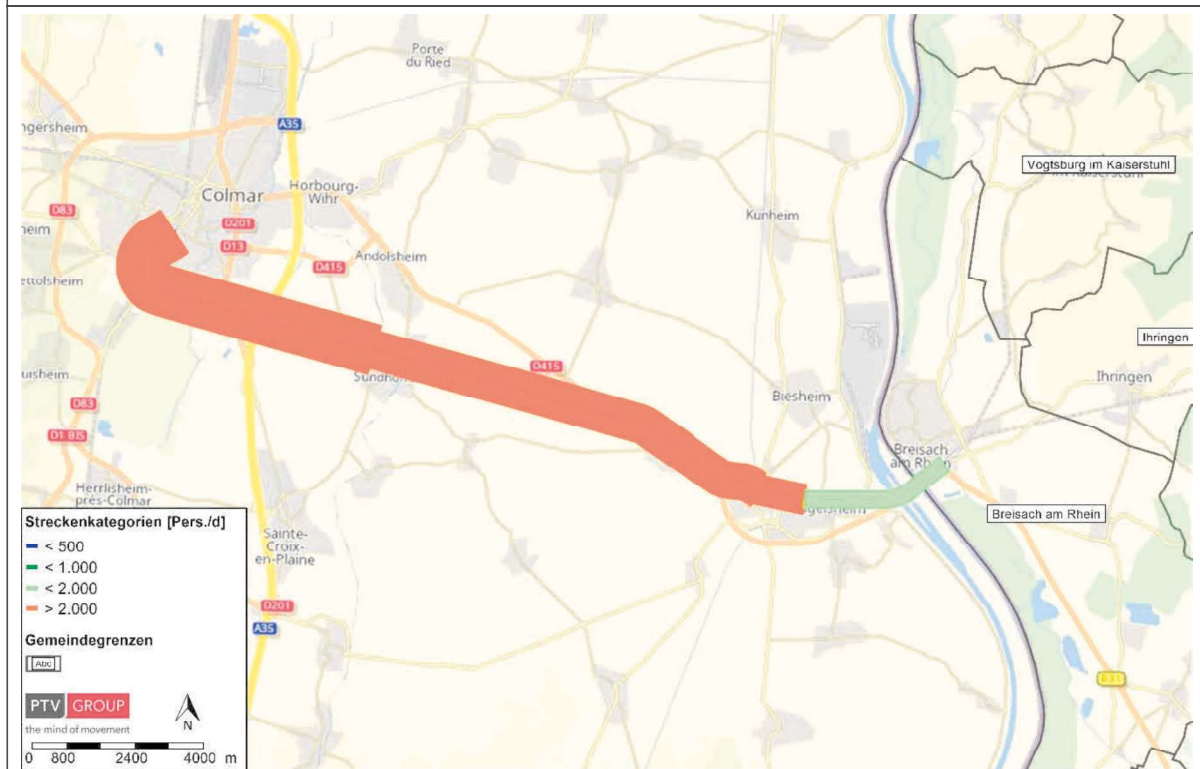 Porte
du Ried
A35
Vogtsburg im Kaiserstuhl
Colmar
Horbourg-
Wihr
D83
D201
D13
D415
Kunheim
Andolsheim
Ihringen
D415
Ihringen
D83
Biesheim
D1 BIS
Breisach
am Rhein
Herrlisheim-
près-Colmar
Breisach am Rhein
Sainte-
Croix-
en-Plaine
D201
A35
Streckenkategorien [Pers./d]
< 500
< 1.000
< 2.000
> 2.000
Gemeindegrenzen
Abc
PTV GROUP
the mind of movement
N
0 800 2400 4000 m